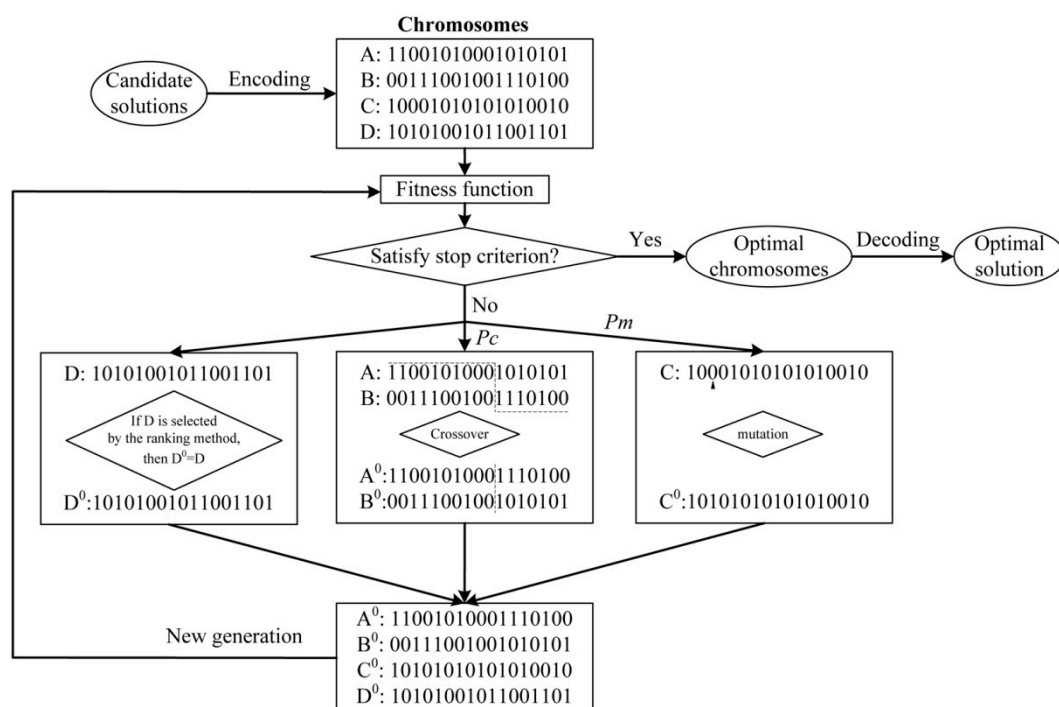 Chromosomes
A: 11001010001010101
B: 00111001001110100
C: 10001010101010010
D: 10101001011001101
Candidate
solutions
Encoding
Fitness function
Satisfy stop criterion?
Yes
Optimal
chromosomes
Decoding
Optimal
solution
No
Pc
Pm
D: 10101001011001101
If D is selected
by the ranking method,
then D⁰=D
D⁰:10101001011001101
A: 11001010001010101
B: 00111001001110100
Crossover
A⁰:11001010001110100
B⁰:00111001001010101
C: 10001010101010010
mutation
C⁰:10101010101010010
New generation
A⁰: 11001010001110100
B⁰: 00111001001010101
C⁰: 10101010101010010
D⁰: 10101001011001101